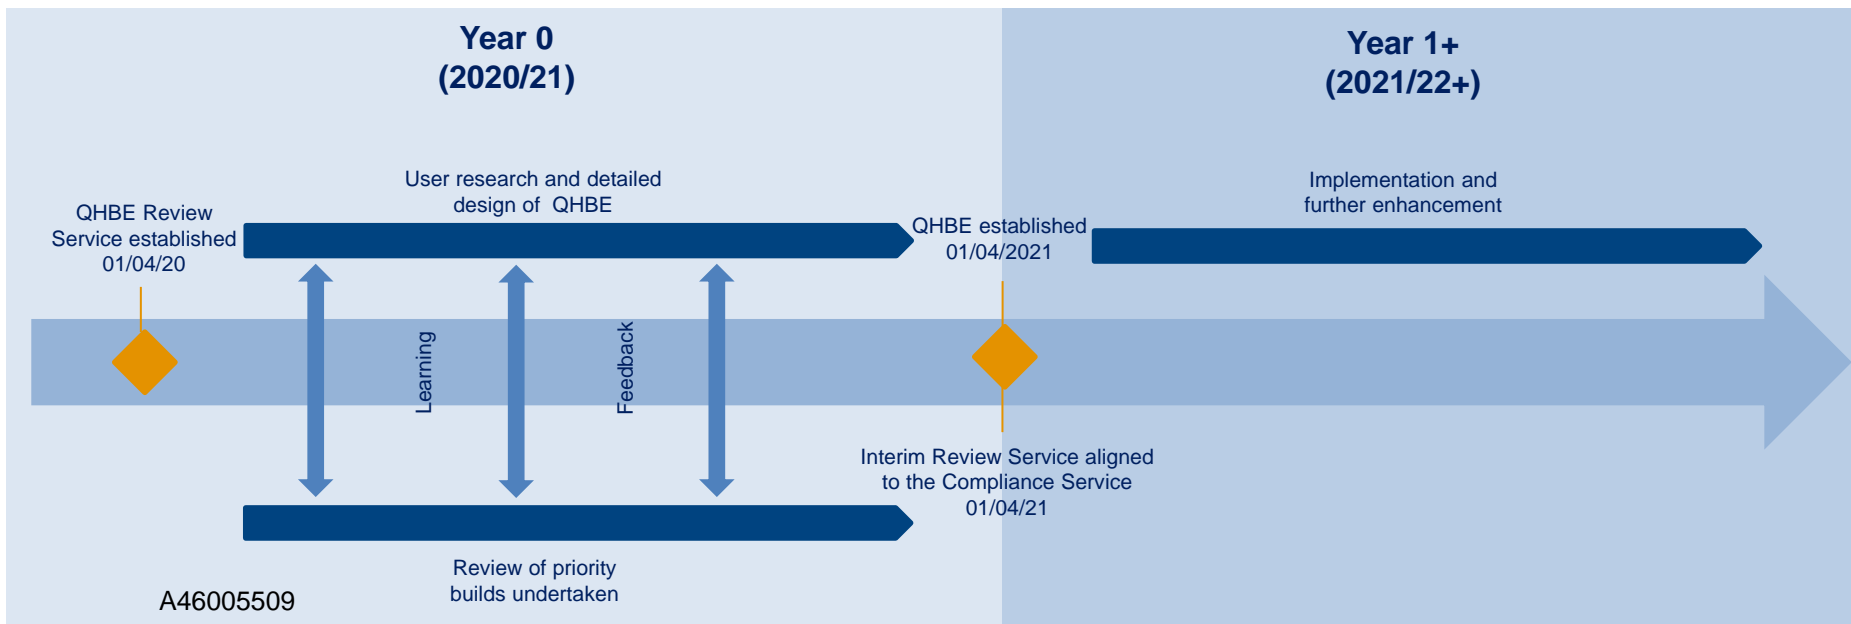 Year 0
(2020/21)
Year 1+
(2021/22+)
User research and detailed
design of  QHBE
Implementation and
further enhancement
QHBE Review
Service established
01/04/20
QHBE established
01/04/2021
Learning
Feedback
Interim Review Service aligned
to the Compliance Service
01/04/21
Review of priority
builds undertaken
A46005509